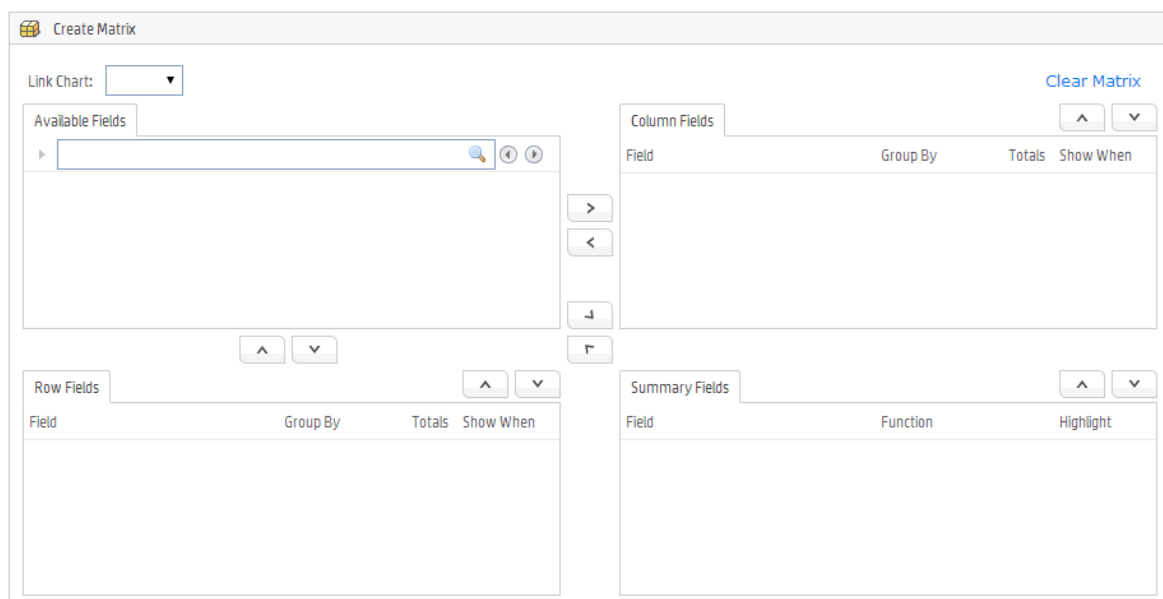 Create Matrix
Link Chart:
Clear Matrix
Available Fields
Column Fields
Field Group By Totals Show When
Row Fields
Field Group By Totals Show When
Summary Fields
Field Function Highlight